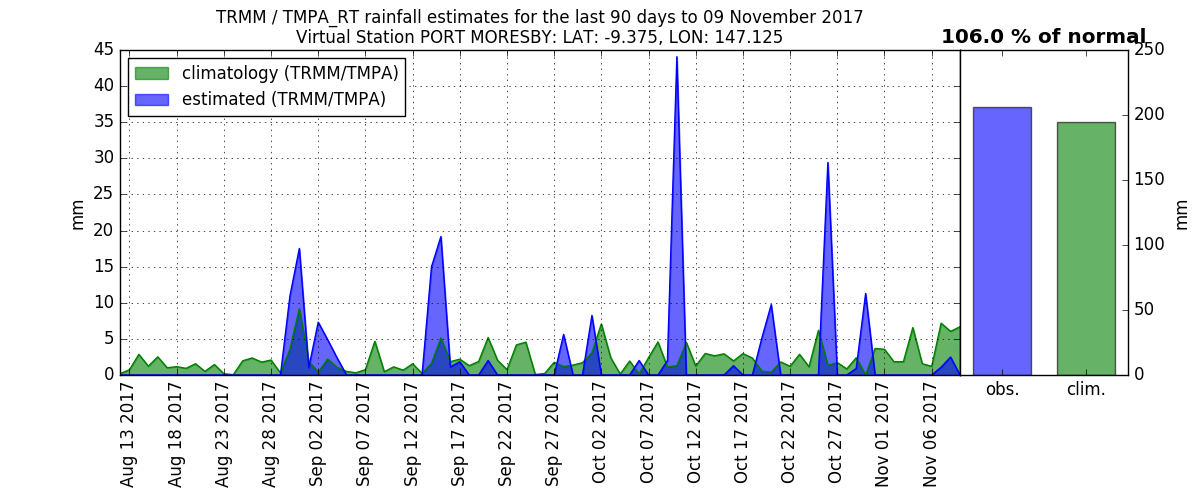 TRMM / TMPA_RT rainfall estimates for the last 90 days to 09 November 2017
Virtual Station PORT MORESBY: LAT: -9.375, LON: 147.125
106.0 % of normal
climatology (TRMM/TMPA)
estimated (TRMM/TMPA)
45
40
35
30
25
20
15
10
5
0
mm
250
200
150
100
50
0
mm
Aug 13 2017
Aug 18 2017
Aug 23 2017
Aug 28 2017
Sep 02 2017
Sep 07 2017
Sep 12 2017
Sep 17 2017
Sep 22 2017
Sep 27 2017
Oct 02 2017
Oct 07 2017
Oct 12 2017
Oct 17 2017
Oct 22 2017
Oct 27 2017
Nov 01 2017
Nov 06 2017
obs.
clim.